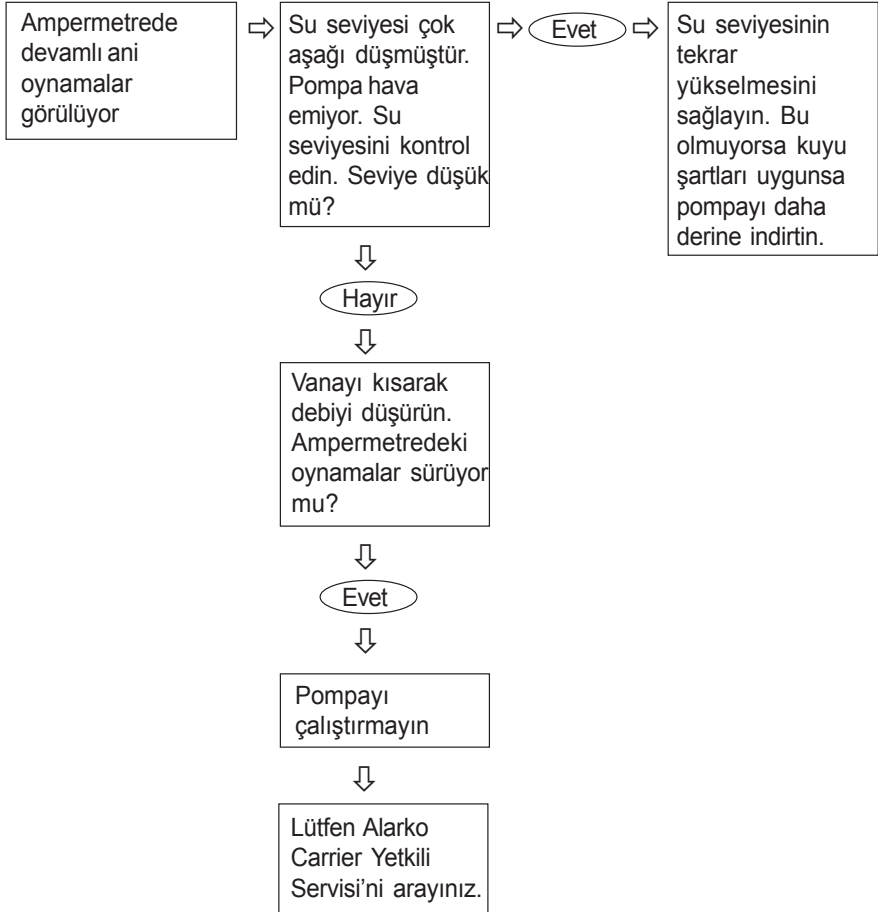 Ampermetrede
devamlı ani
oynamalar
görülüyor
Su seviyesi çok
aşağı düşmüştür.
Pompa hava
emiyor. Su
seviyesini kontrol
edin. Seviye düşük
mü?
Evet
Su seviyesinin
tekrar
yükselmesini
sağlayın. Bu
olmuyorsa kuyu
şartları uygunsa
pompayı daha
derine indirtin.
Hayır
Vanayı kısarak
debiyi düşürün.
Ampermetredeki
oynamalar sürüyor
mu?
Evet
Pompayı
çalıştırmayın
Lütfen Alarko
Carrier Yetkili
Servisi’ni arayınız.